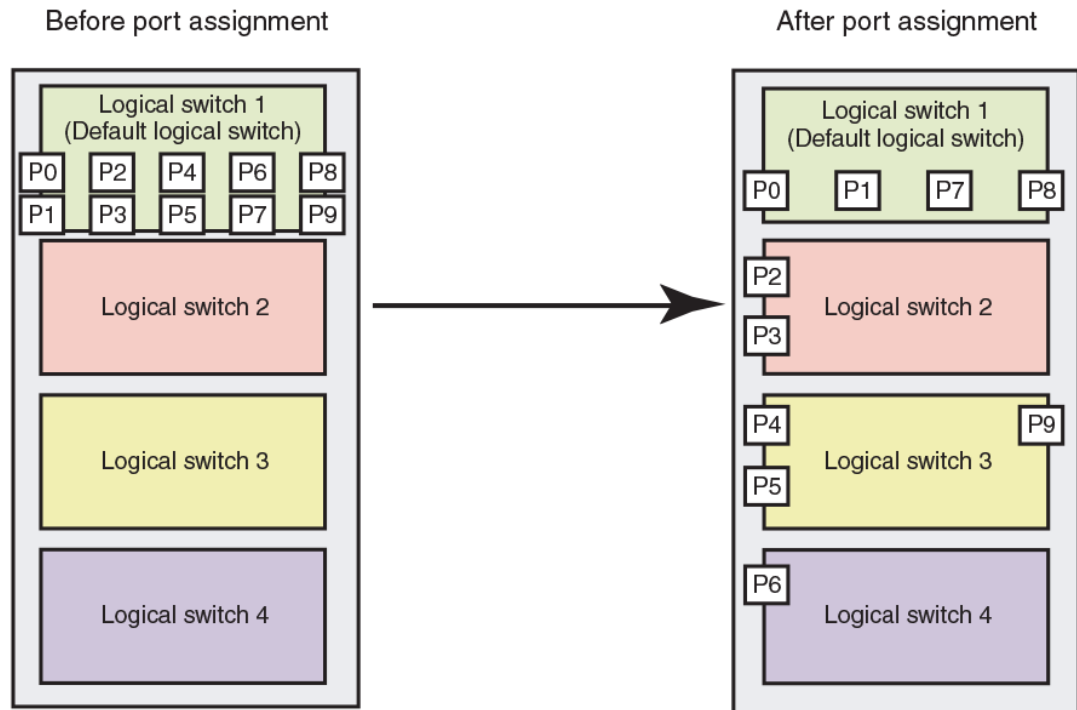 Before port assignment
Logical switch 1
(Default logical switch)
P0 P2 P4 P6 P8
P1 P3 P5 P7 P9
Logical switch 2
Logical switch 3
Logical switch 4
After port assignment
Logical switch 1
(Default logical switch)
P0 P1 P7 P8
P2
Logical switch 2
P3
P4 P9
Logical switch 3
P5
P6
Logical switch 4